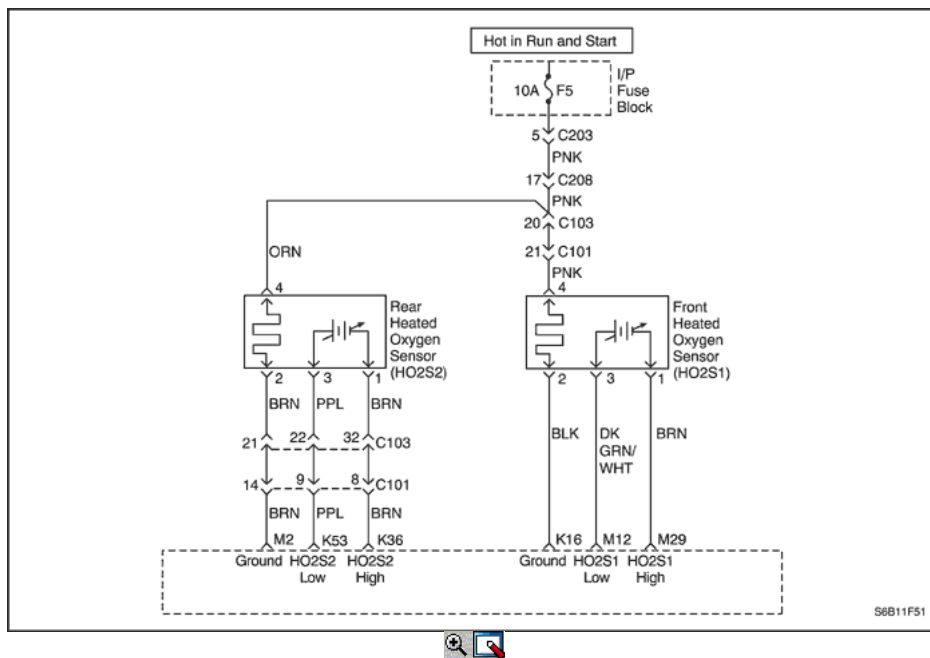 Hot in Run and Start
10A F5
I/P
Fuse
Block
5 C203
PNK
17 C208
PNK
20 C103
21 C101
ORN
PNK
4
4
Rear
Heated
Oxygen
Sensor
(HO2S2)
Front
Heated
Oxygen
Sensor
(HO2S1)
2 3 1
2 3 1
BRN PPL BRN
BLK DK
GRN/
WHT
BRN
21 22 32 C103
14 9 8 C101
BRN PPL BRN
M2 K53 K36
K16 M12 M29
Ground HO2S2
Low
HO2S2
High
Ground HO2S1
Low
HO2S1
High
S6B11F51